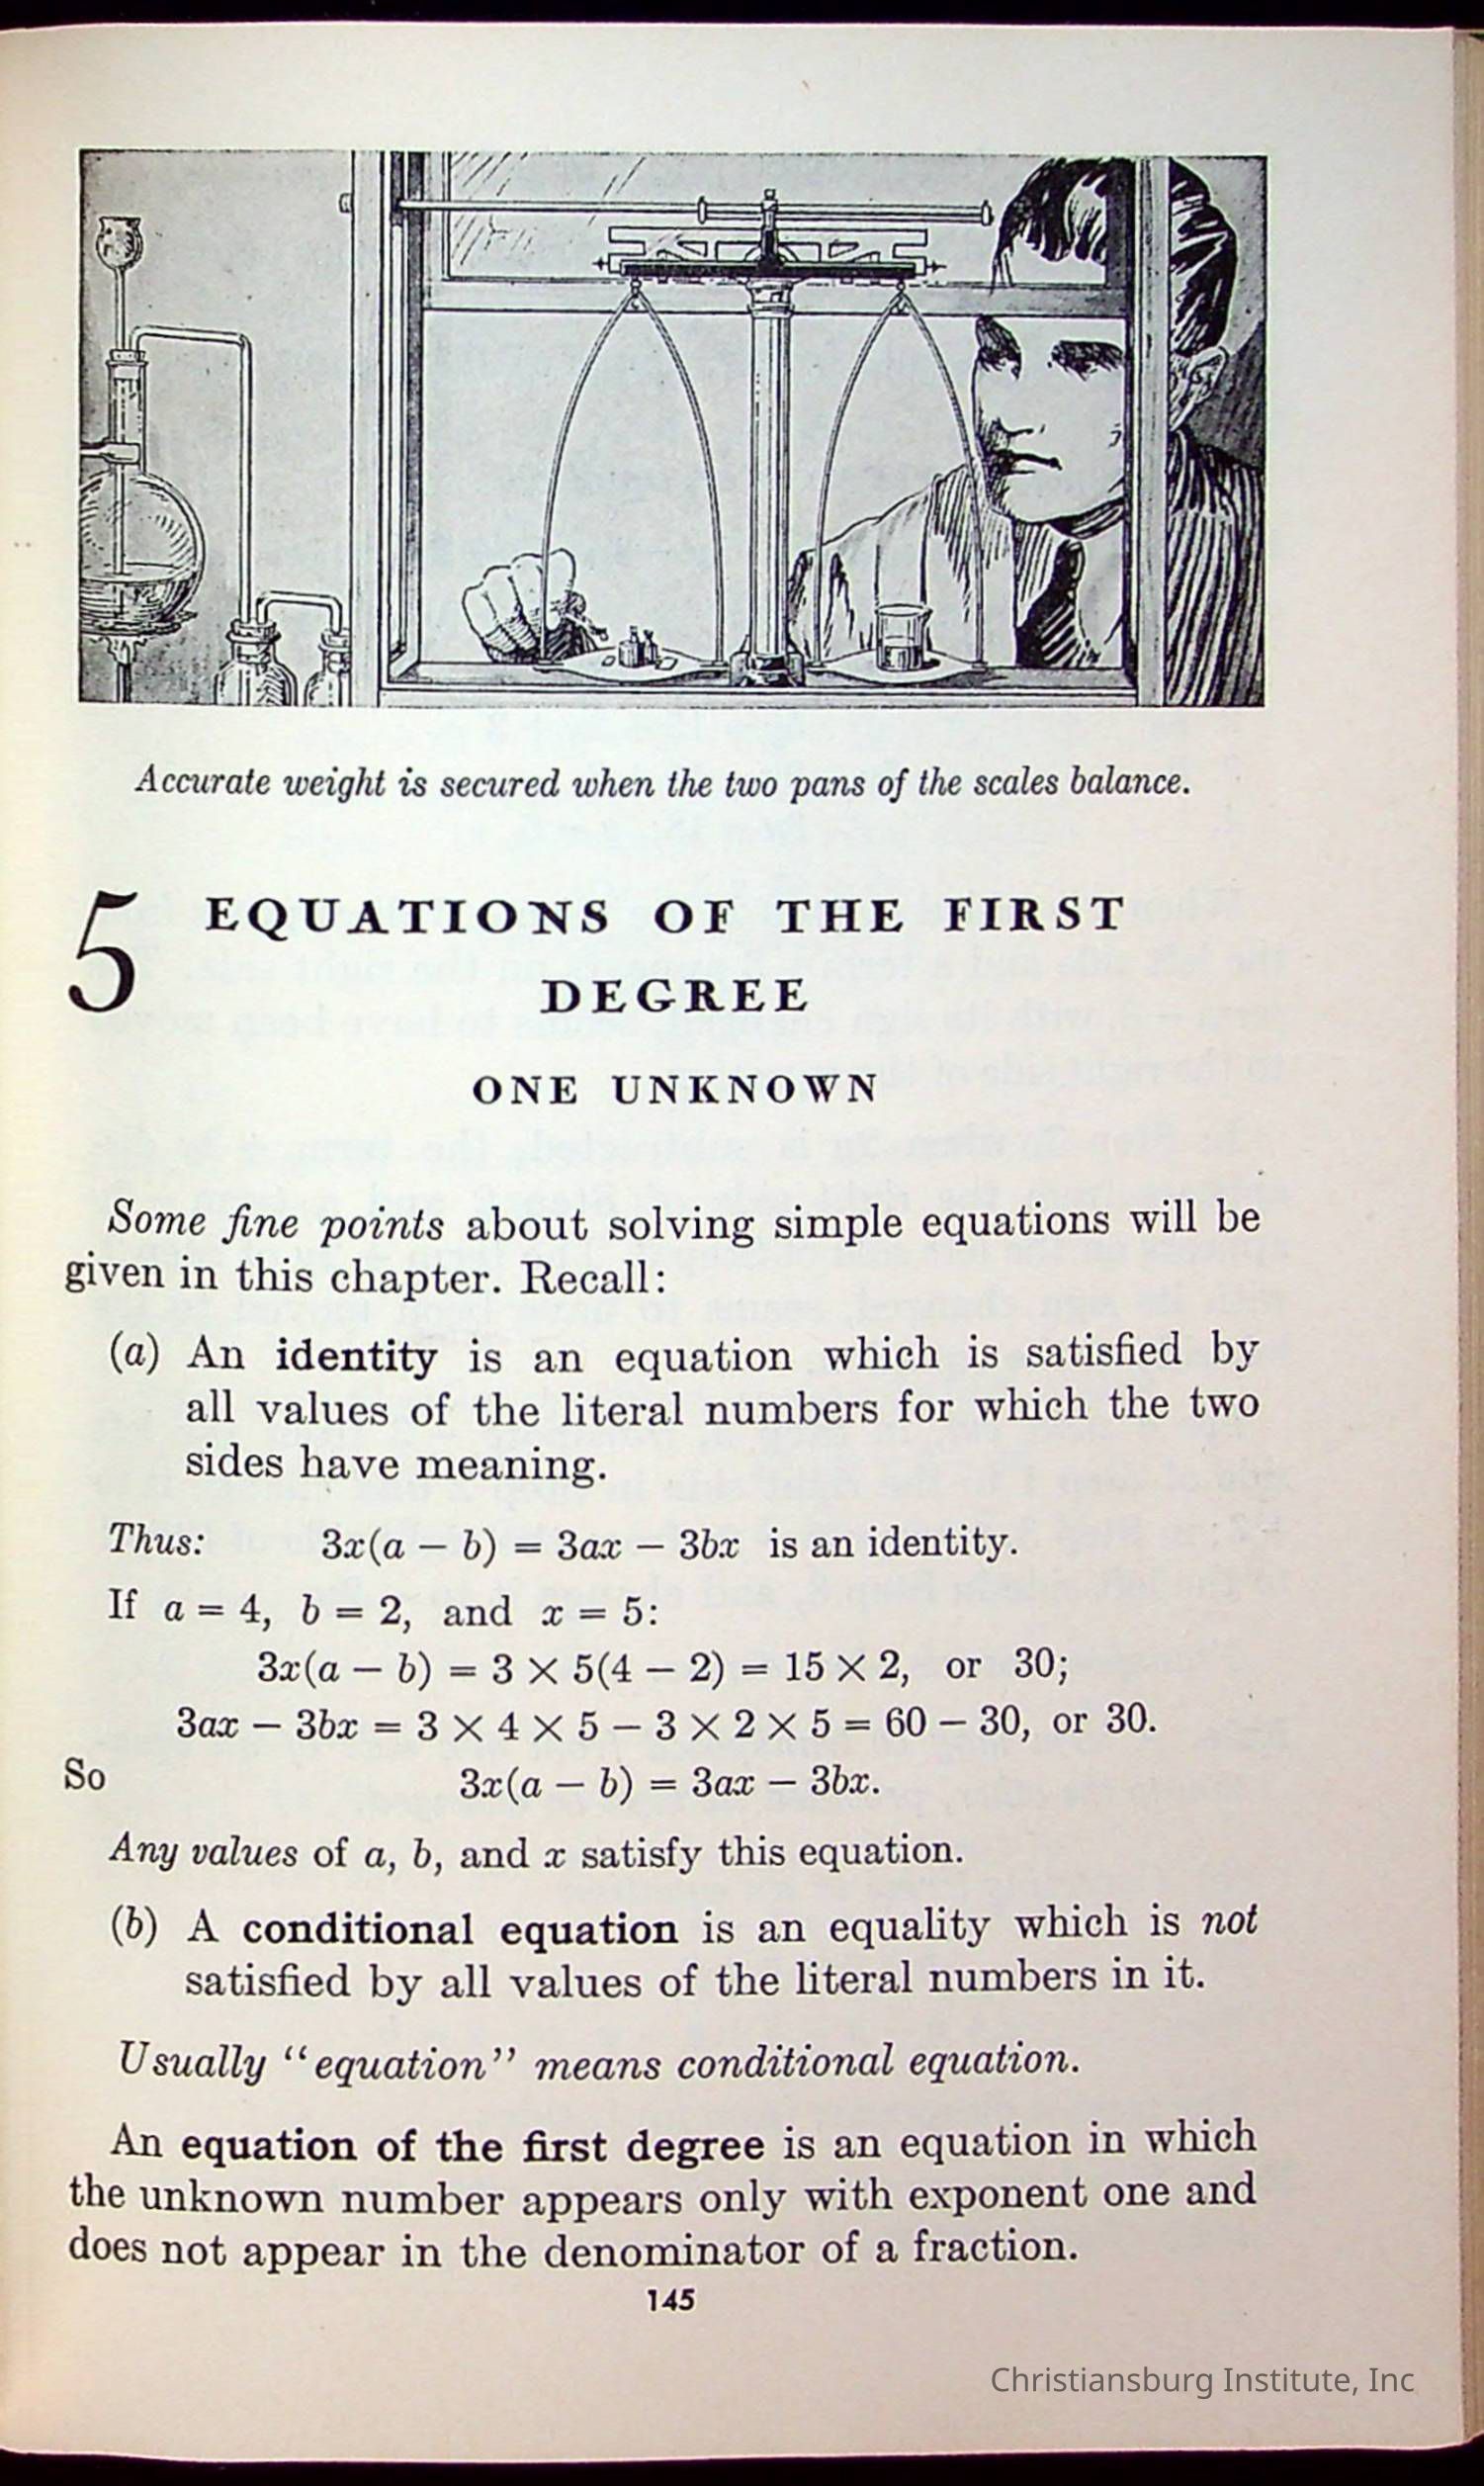 Accurate weight is secured when the two pans of the scales balance.
5 EQUATIONS OF THE FIRST
DEGREE
ONE UNKNOWN
Some fine points about solving simple equations will be
given in this chapter. Recall:
(a) An identity is an equation which is satisfied by
all values of the literal numbers for which the two
sides have meaning.
Thus: 3x(a − b) = 3ax − 3bx is an identity.
If a = 4, b = 2, and x = 5:
3x(a − b) = 3 × 5(4 − 2) = 15 × 2, or 30;
3ax − 3bx = 3 × 4 × 5 − 3 × 2 × 5 = 60 − 30, or 30.
So 3x(a − b) = 3ax − 3bx.
Any values of a, b, and x satisfy this equation.
(b) A conditional equation is an equality which is not
satisfied by all values of the literal numbers in it.
Usually “equation” means conditional equation.
An equation of the first degree is an equation in which
the unknown number appears only with exponent one and
does not appear in the denominator of a fraction.
145
Christiansburg Institute, Inc